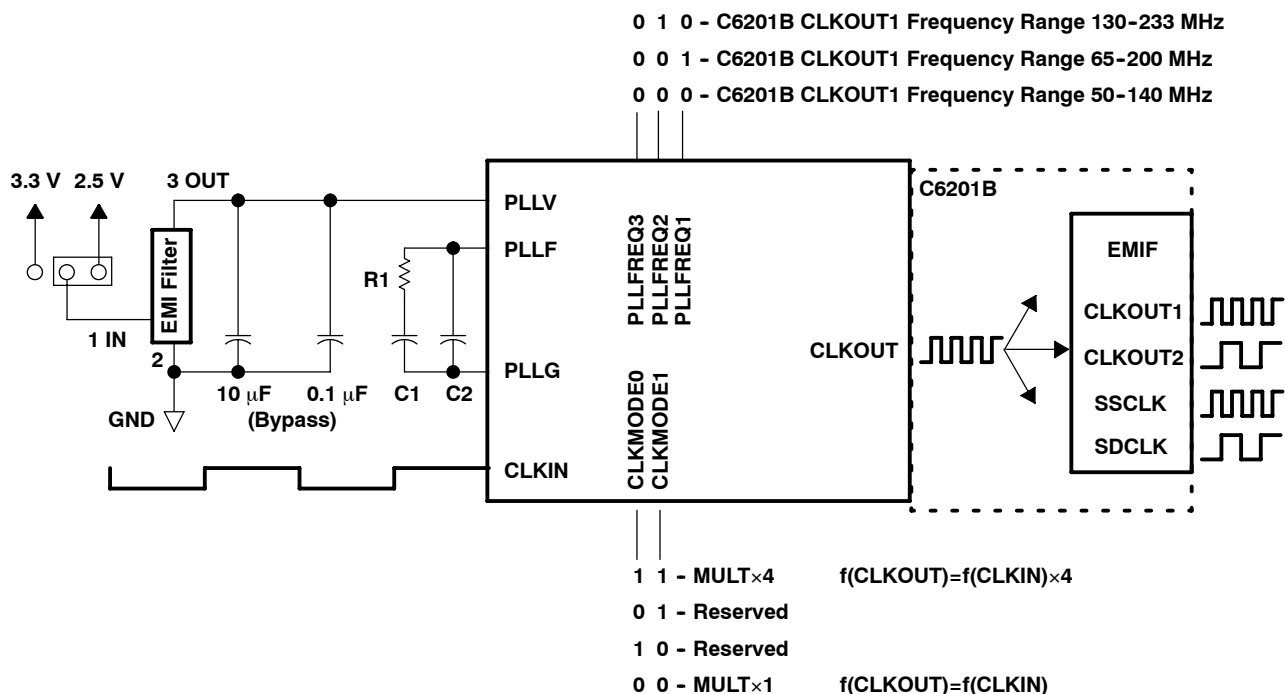 0 1 0 - C6201B CLKOUT1 Frequency Range 130-233 MHz
0 0 1 - C6201B CLKOUT1 Frequency Range 65-200 MHz
0 0 0 - C6201B CLKOUT1 Frequency Range 50-140 MHz
3.3 V
2.5 V
3 OUT
EMI Filter
1 IN
2
GND
10 μF
0.1 μF
(Bypass)
R1
C1
C2
PLLV
PLLF
PLLG
CLKIN
PLLFREQ3
PLLFREQ2
PLLFREQ1
CLKMODE0
CLKMODE1
CLKOUT
C6201B
EMIF
CLKOUT1
CLKOUT2
SSCLK
SDCLK
1 1 - MULT×4 f(CLKOUT)=f(CLKIN)×4
0 1 - Reserved
1 0 - Reserved
0 0 - MULT×1 f(CLKOUT)=f(CLKIN)